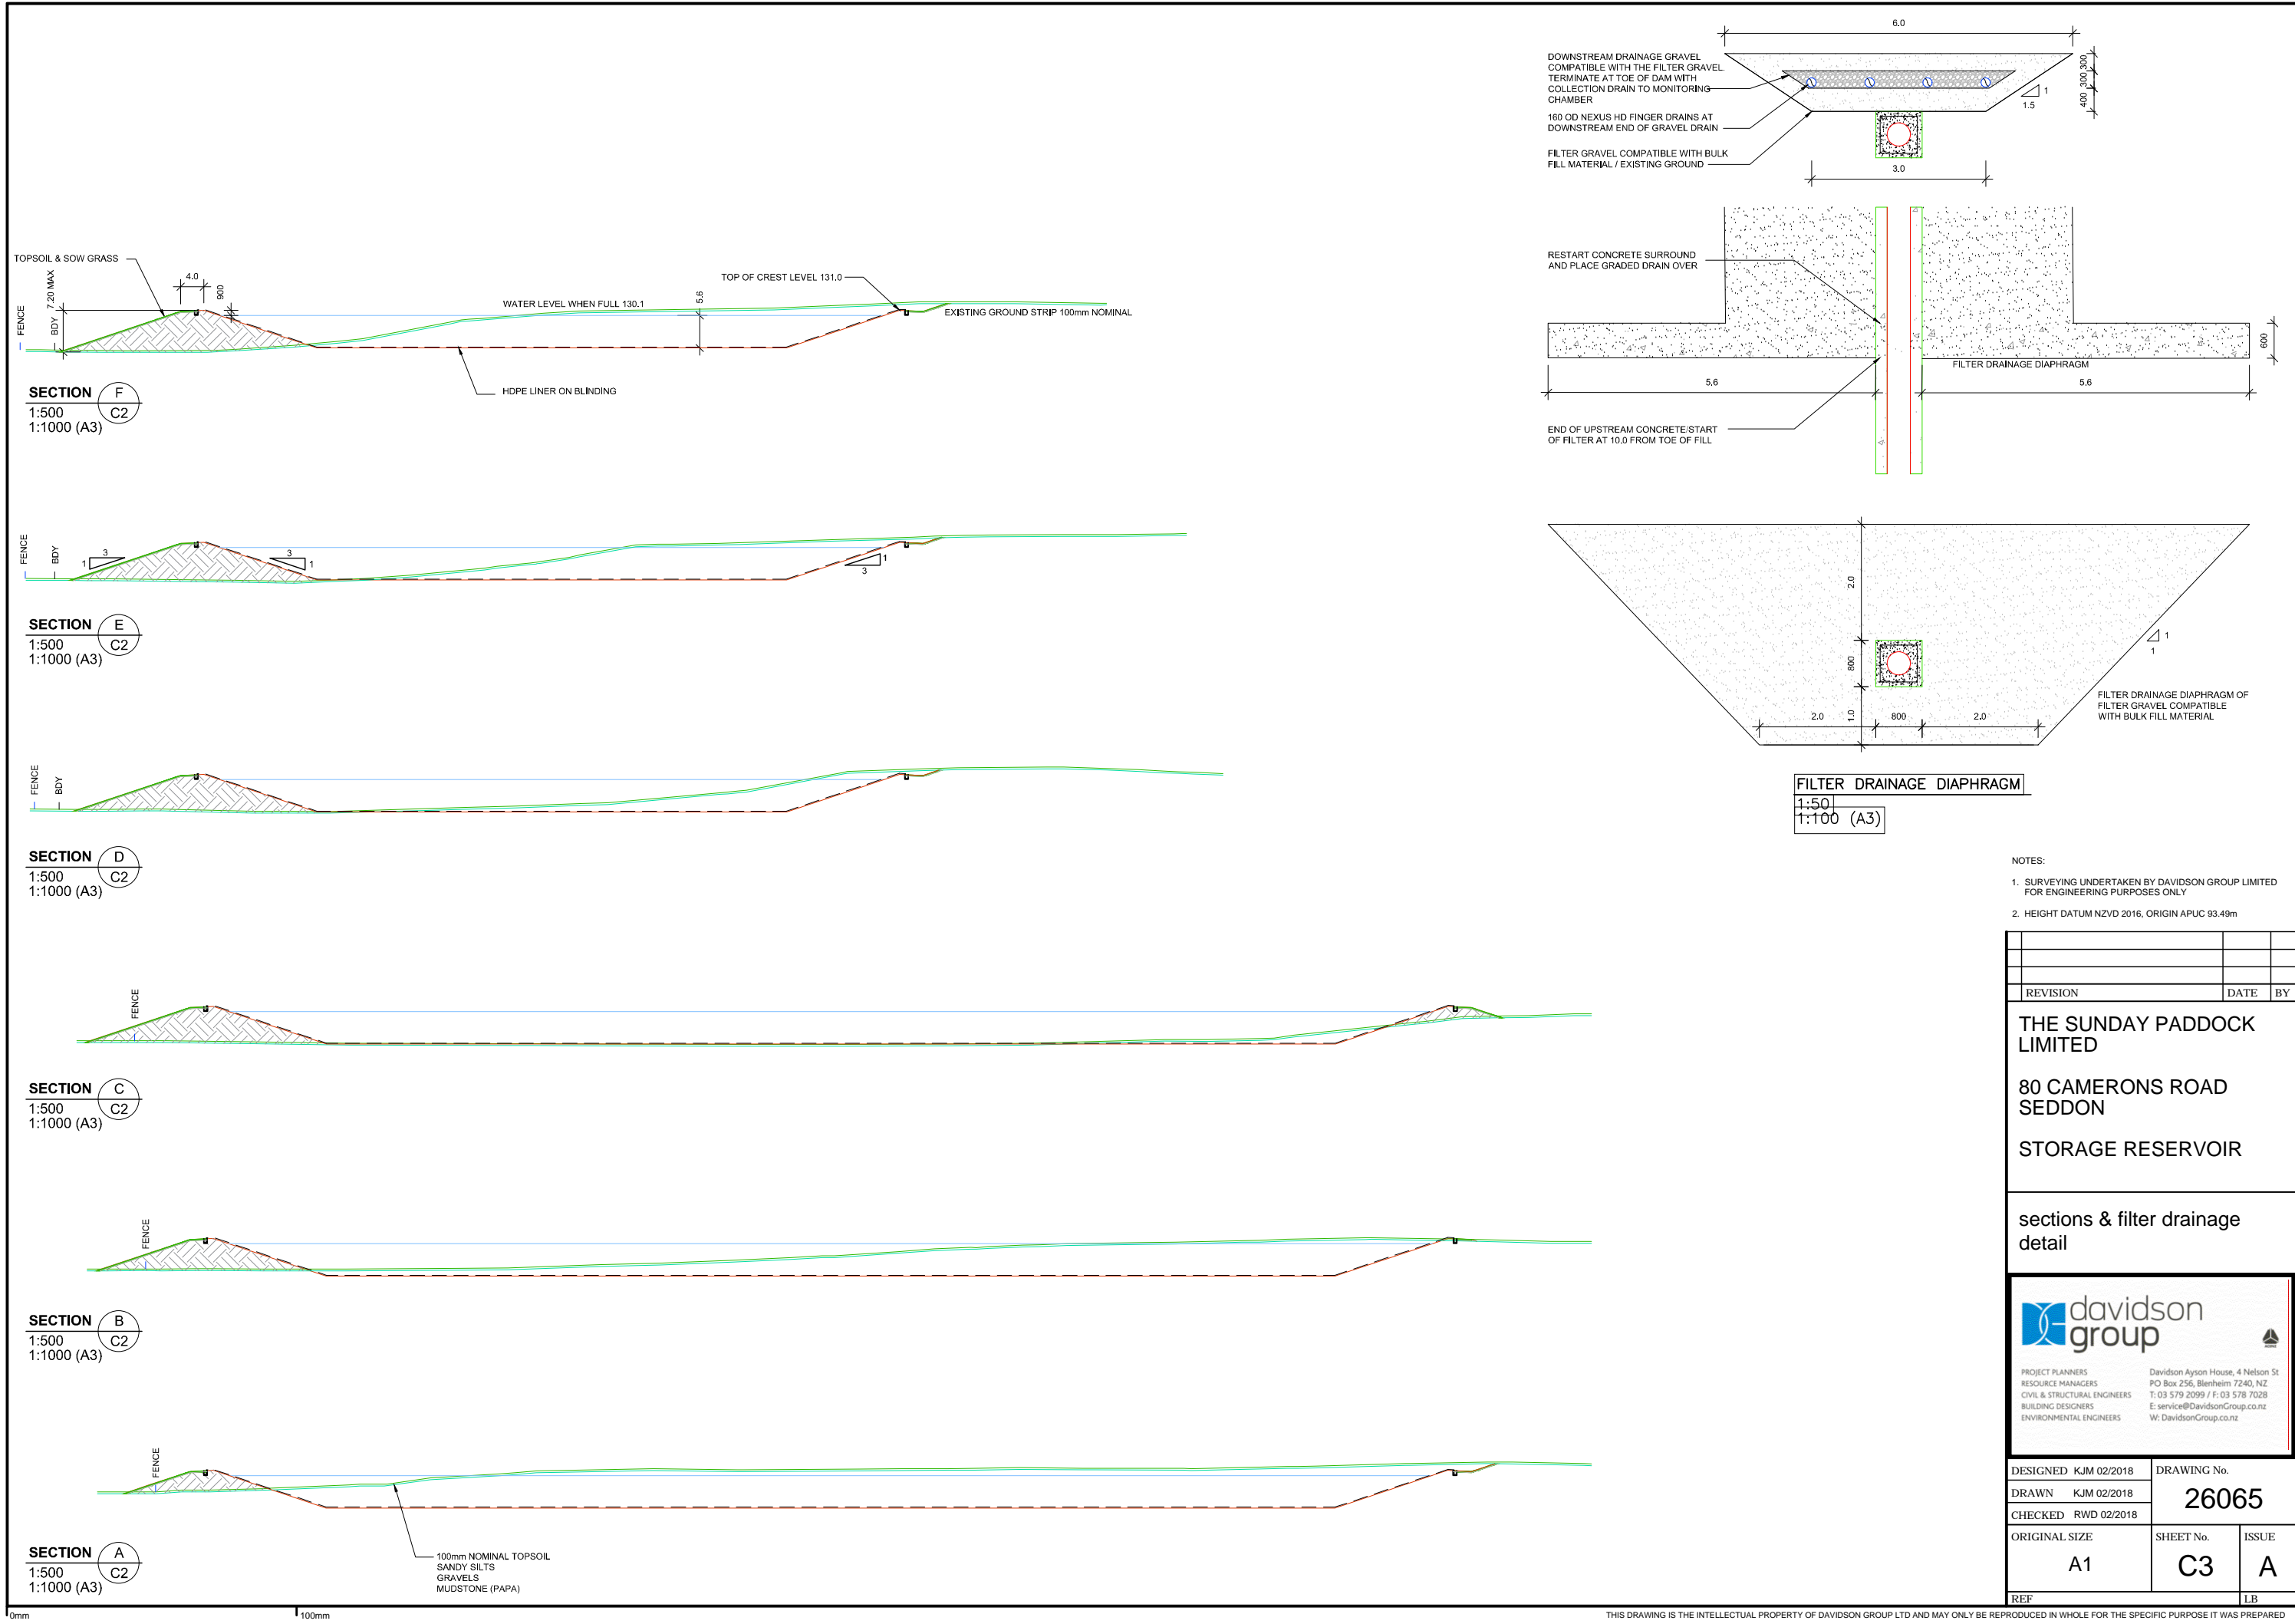 6.0
DOWNSTREAM DRAINAGE GRAVEL
COMPATIBLE WITH THE FILTER GRAVEL.
TERMINATE AT TOE OF DAM WITH
COLLECTION DRAIN TO MONITORING
CHAMBER
160 OD NEXUS HD FINGER DRAINS AT
DOWNSTREAM END OF GRAVEL DRAIN
FILTER GRAVEL COMPATIBLE WITH BULK
FILL MATERIAL / EXISTING GROUND
300
300
400
1
1.5
3.0
RESTART CONCRETE SURROUND
AND PLACE GRADED DRAIN OVER
600
FILTER DRAINAGE DIAPHRAGM
5.6
5.6
END OF UPSTREAM CONCRETE/START
OF FILTER AT 10.0 FROM TOE OF FILL
2.0
800
1.0
2.0
800
2.0
1
1
FILTER DRAINAGE DIAPHRAGM OF
FILTER GRAVEL COMPATIBLE
WITH BULK FILL MATERIAL
FILTER DRAINAGE DIAPHRAGM
1:50
1:100 (A3)
TOPSOIL & SOW GRASS
FENCE
BDY
7.20 MAX
4.0
900
WATER LEVEL WHEN FULL 130.1
5.6
TOP OF CREST LEVEL 131.0
EXISTING GROUND STRIP 100mm NOMINAL
HDPE LINER ON BLINDING
SECTION F
1:500 C2
1:1000 (A3)
FENCE
BDY
3
1
3
1
1
3
SECTION E
1:500 C2
1:1000 (A3)
FENCE
BDY
SECTION D
1:500 C2
1:1000 (A3)
FENCE
SECTION C
1:500 C2
1:1000 (A3)
FENCE
SECTION B
1:500 C2
1:1000 (A3)
FENCE
SECTION A
1:500 C2
1:1000 (A3)
100mm NOMINAL TOPSOIL
SANDY SILTS
GRAVELS
MUDSTONE (PAPA)
NOTES:
1. SURVEYING UNDERTAKEN BY DAVIDSON GROUP LIMITED
FOR ENGINEERING PURPOSES ONLY
2. HEIGHT DATUM NZVD 2016, ORIGIN APUC 93.49m
REVISION DATE BY
THE SUNDAY PADDOCK
LIMITED
80 CAMERONS ROAD
SEDDON
STORAGE RESERVOIR
sections & filter drainage
detail
davidson
group
PROJECT PLANNERS
RESOURCE MANAGERS
CIVIL & STRUCTURAL ENGINEERS
BUILDING DESIGNERS
ENVIRONMENTAL ENGINEERS
Davidson Ayson House, 4 Nelson St
PO Box 256, Blenheim 7240, NZ
T: 03 579 2099 / F: 03 578 7028
E: service@DavidsonGroup.co.nz
W: DavidsonGroup.co.nz
DESIGNED KJM 02/2018
DRAWN KJM 02/2018
CHECKED RWD 02/2018
DRAWING No.
26065
ORIGINAL SIZE
A1
SHEET No.
C3
ISSUE
A
REF
LB
0mm
100mm
THIS DRAWING IS THE INTELLECTUAL PROPERTY OF DAVIDSON GROUP LTD AND MAY ONLY BE REPRODUCED IN WHOLE FOR THE SPECIFIC PURPOSE IT WAS PREPARED